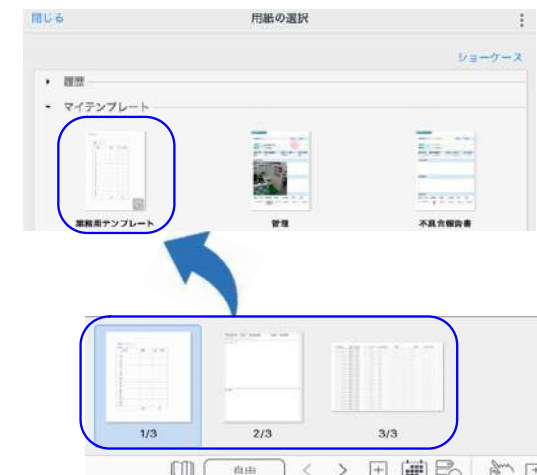 閉じる 用紙の選択
ショーケース
履歴
マイテンプレート
業務用テンプレート 管理 不具合報告書
1/3 2/3 3/3
自由